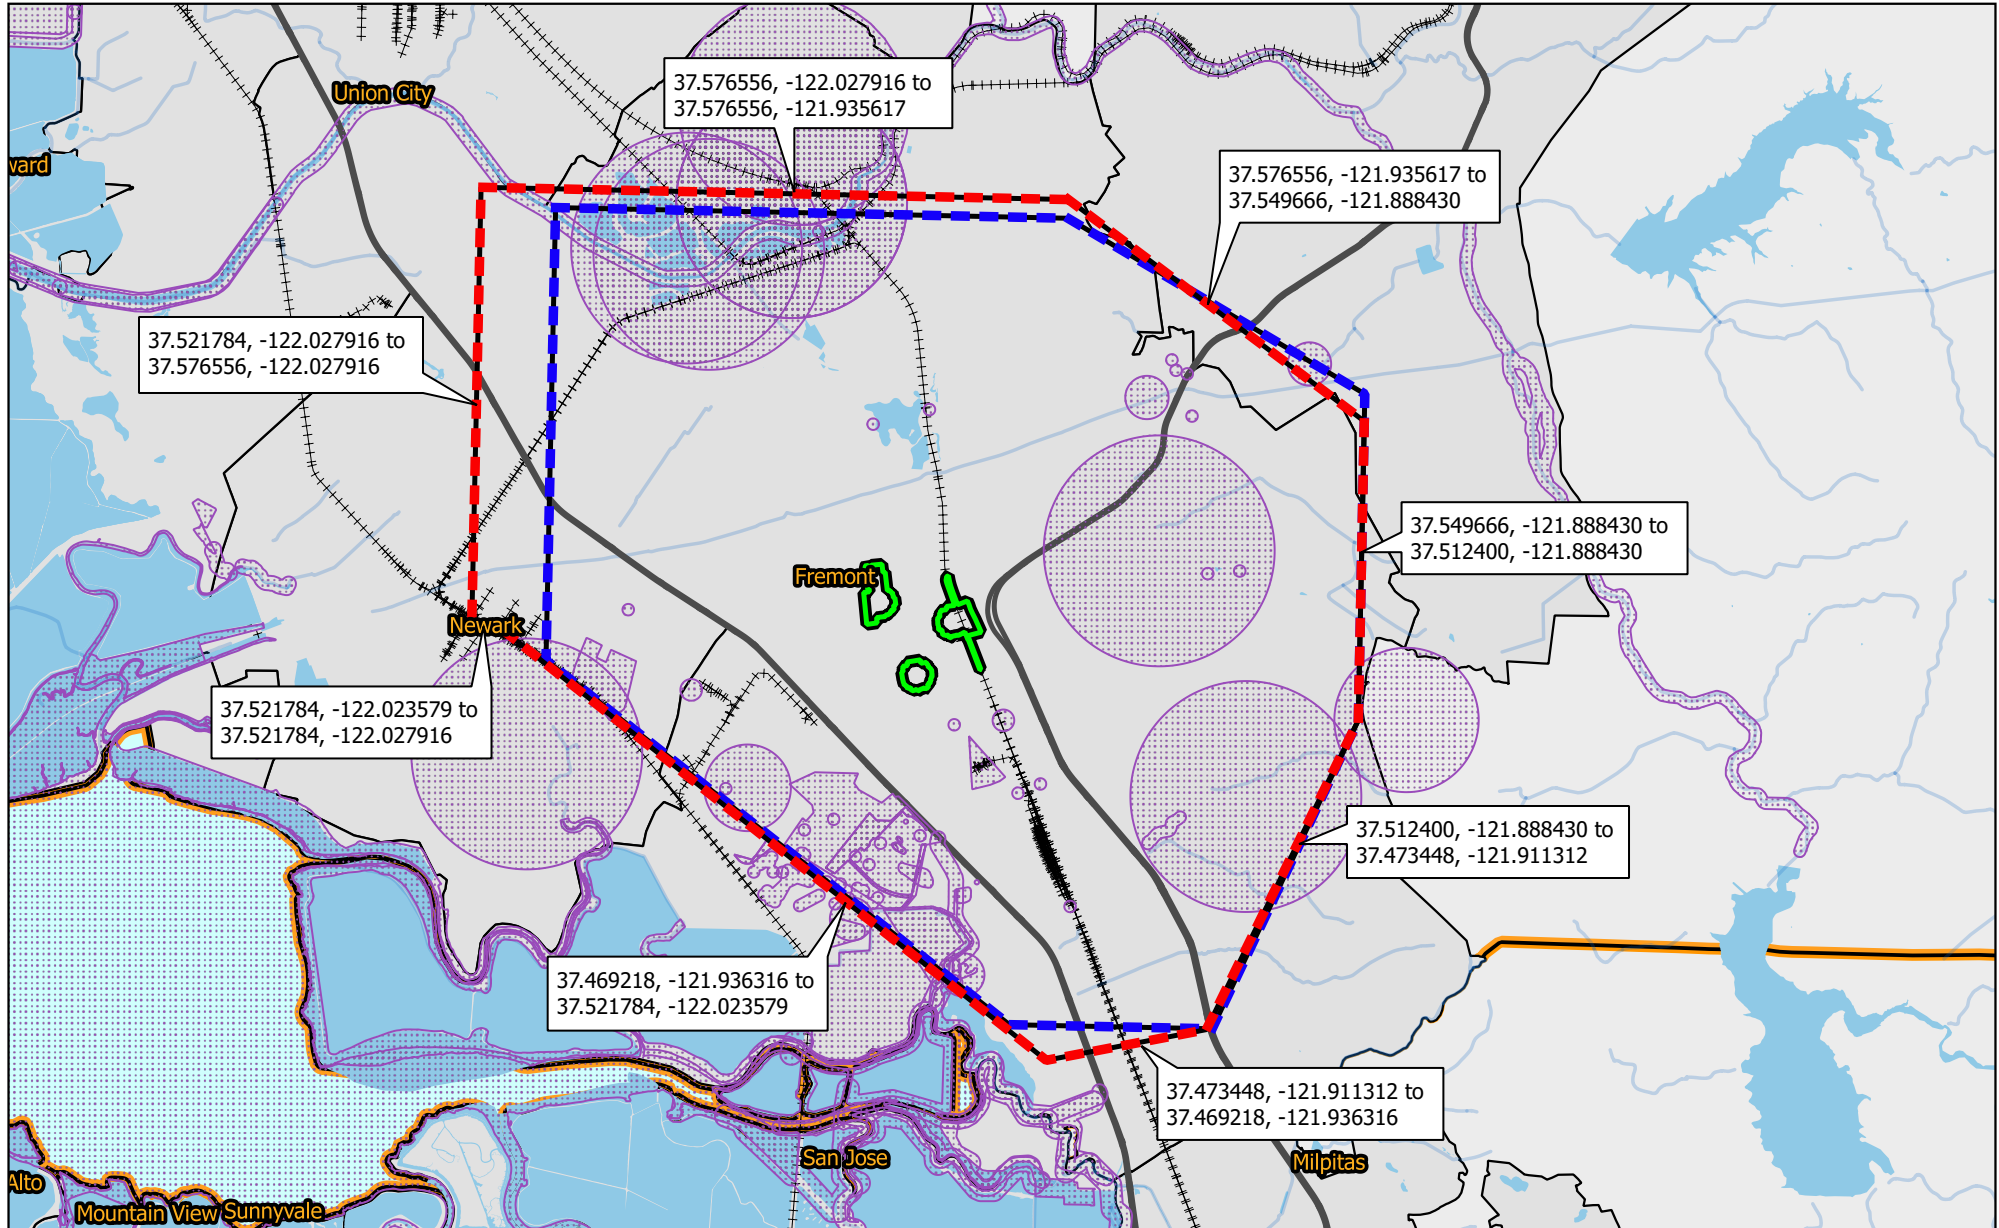 Union City
37.576556, -122.027916 to
37.576556, -121.935617
ward
37.576556, -121.935617 to
37.549666, -121.888430
37.521784, -122.027916 to
37.576556, -122.027916
37.549666, -121.888430 to
37.512400, -121.888430
Fremont
Newark
37.521784, -122.023579 to
37.521784, -122.027916
37.512400, -121.888430 to
37.473448, -121.911312
37.469218, -121.936316 to
37.521784, -122.023579
37.473448, -121.911312 to
37.469218, -121.936316
San Jose
Milpitas
Alto
Mountain View
Sunnyvale